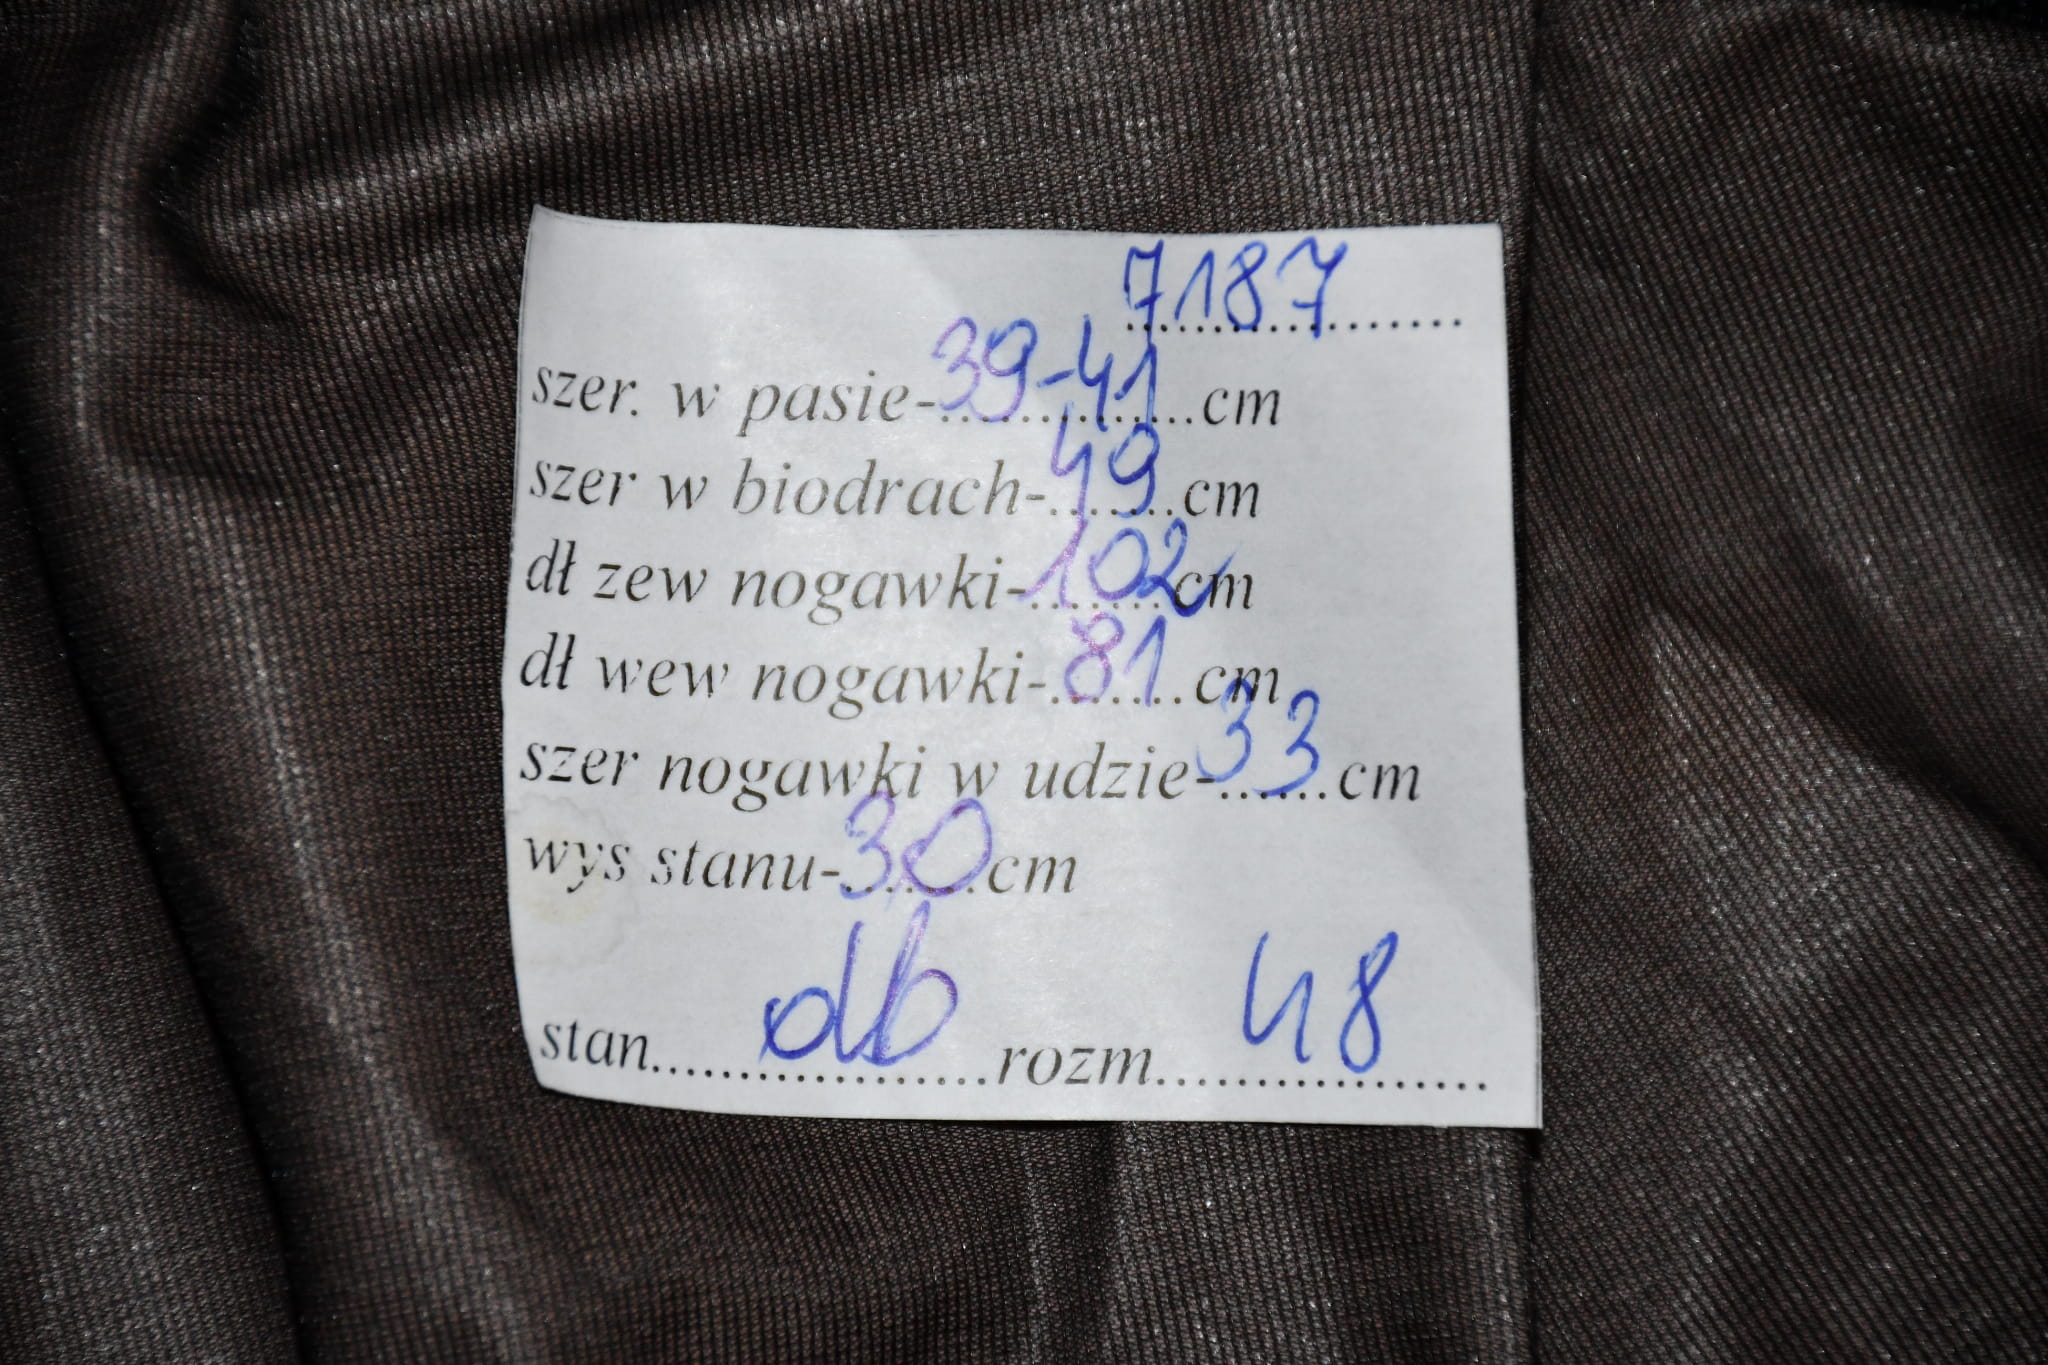 7187
szer. w pasie-39-41cm
szer w biodrach-49cm
dł zew nogawki-102cm
dł wew nogawki-81cm
szer nogawki w udzie-33cm
wys stanu-30cm
stan db rozm 48